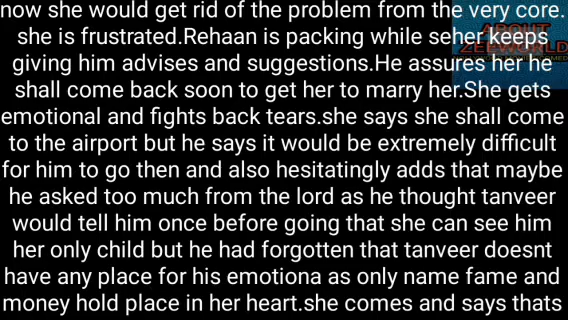 now she would get rid of the problem from the very core.
she is frustrated.Rehaan is packing while seher keeps
giving him advises and suggestions.He assures her he
shall come back soon to get her to marry her.She gets
emotional and fights back tears.she says she shall come
to the airport but he says it would be extremely difficult
for him to go then and also hesitatingly adds that maybe
he asked too much from the lord as he thought tanveer
would tell him once before going that she can see him
her only child but he had forgotten that tanveer doesnt
have any place for his emotiona as only name fame and
money hold place in her heart.she comes and says thats
ABOUT
ZEEWORLD